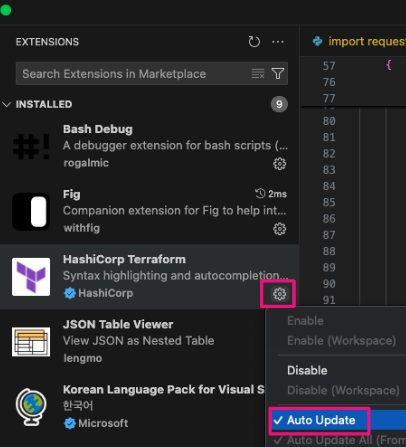 EXTENSIONS
import reques
Search Extensions in Marketplace
57 {
76
77
INSTALLED 9
80
Bash Debug
81
A debugger extension for bash scripts (...
82
rogalmic
83
84
Fig 2ms
85
Companion extension for Fig to help int...
86
withfig
87
HashiCorp Terraform
88
Syntax highlighting and autocompletion...
89
HashiCorp
90
91
Enable
JSON Table Viewer
Enable (Workspace)
View JSON as Nested Table
lengmo
Disable
Disable (Workspace)
Korean Language Pack for Visual S
한국어
Auto Update
Microsoft
Auto Update All (From